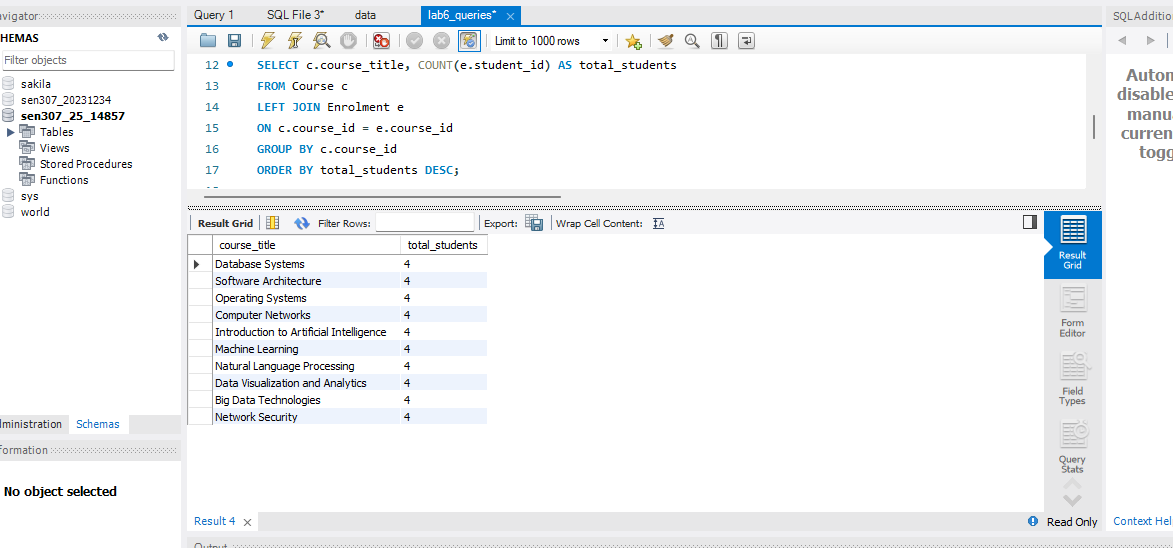 avigator
Query 1
SQL File 3*
data
lab6_queries*
SQLAddition
HEMAS
Limit to 1000 rows
Filter objects
sakila
sen307_20231234
sen307_25_14857
Tables
Views
Stored Procedures
Functions
sys
world
12 SELECT c.course_title, COUNT(e.student_id) AS total_students
13 FROM Course c
14 LEFT JOIN Enrolment e
15 ON c.course_id = e.course_id
16 GROUP BY c.course_id
17 ORDER BY total_students DESC;
Autom
disable
manu
curren
togg
Result Grid Filter Rows: Export: Wrap Cell Content:
course_title total_students
Database Systems 4
Software Architecture 4
Operating Systems 4
Computer Networks 4
Introduction to Artificial Intelligence 4
Machine Learning 4
Natural Language Processing 4
Data Visualization and Analytics 4
Big Data Technologies 4
Network Security 4
Result
Grid
Form
Editor
Field
Types
Query
Stats
dministration Schemas
formation
No object selected
Result 4
Read Only
Context Hel
Output